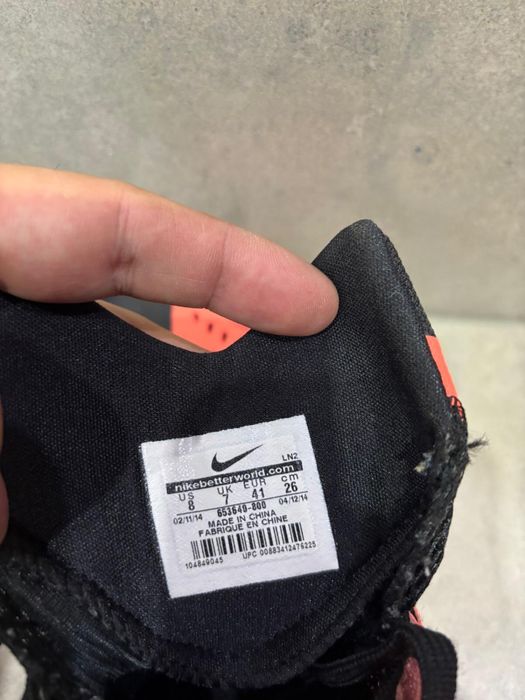 LN2
nikebetterworld.com
US UK EUR cm
8 7 41 26
653649-800
02/11/14 04/12/14
MADE IN CHINA
FABRIQUE EN CHINE
104849045 UPC 00883412476225